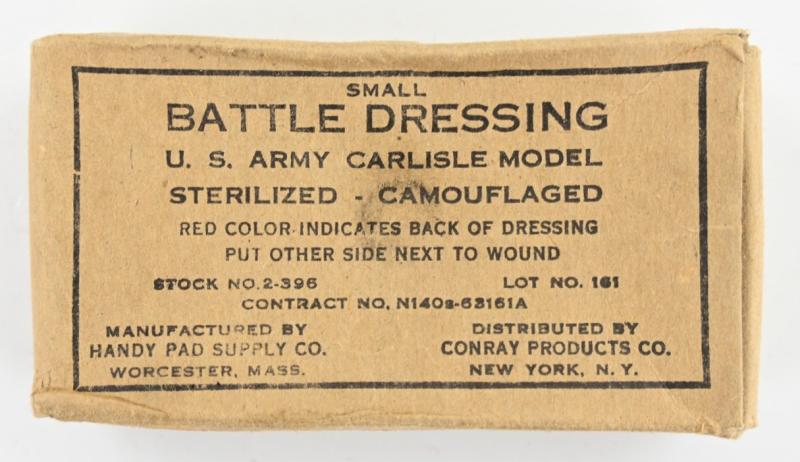 SMALL
BATTLE DRESSING
U. S. ARMY CARLISLE MODEL
STERILIZED - CAMOUFLAGED
RED COLOR INDICATES BACK OF DRESSING
PUT OTHER SIDE NEXT TO WOUND
STOCK NO. 2-396 LOT NO. 161
CONTRACT NO. N140s-63161A
MANUFACTURED BY DISTRIBUTED BY
HANDY PAD SUPPLY CO. CONRAY PRODUCTS CO.
WORCESTER, MASS. NEW YORK, N. Y.